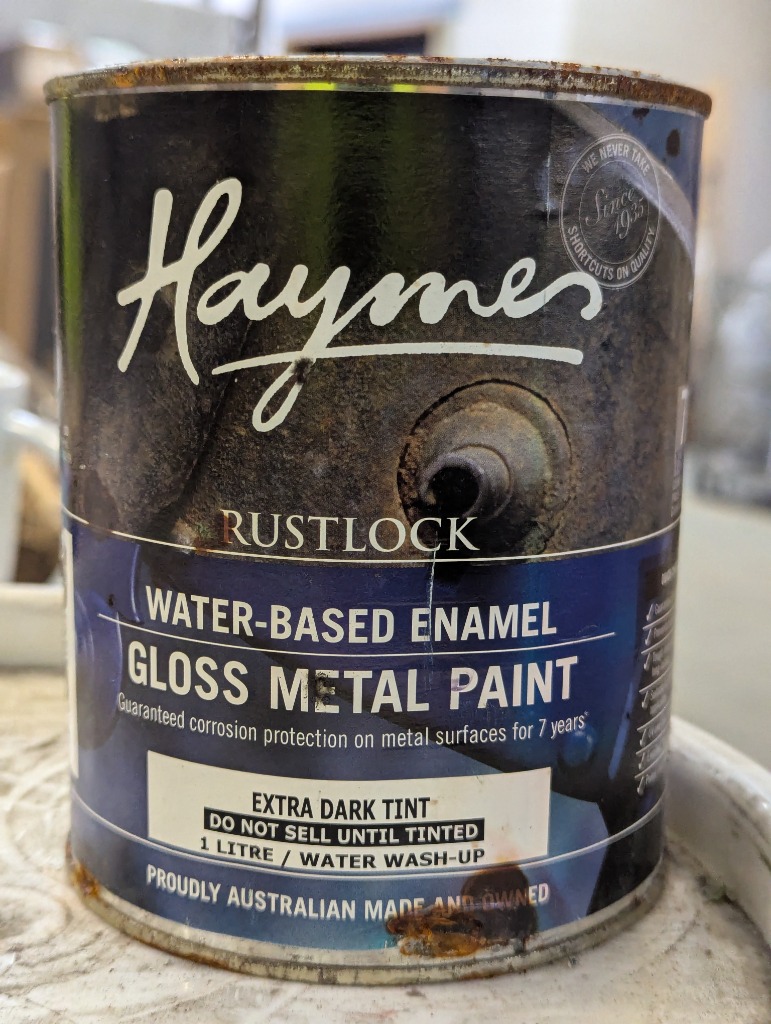 WE NEVER TAKE
Since
1935
SHORTCUTS ON QUALITY
Haymes
RUSTLOCK
WATER-BASED ENAMEL
GLOSS METAL PAINT
Guaranteed corrosion protection on metal surfaces for 7 years*
EXTRA DARK TINT
DO NOT SELL UNTIL TINTED
1 LITRE / WATER WASH-UP
PROUDLY AUSTRALIAN MADE AND OWNED